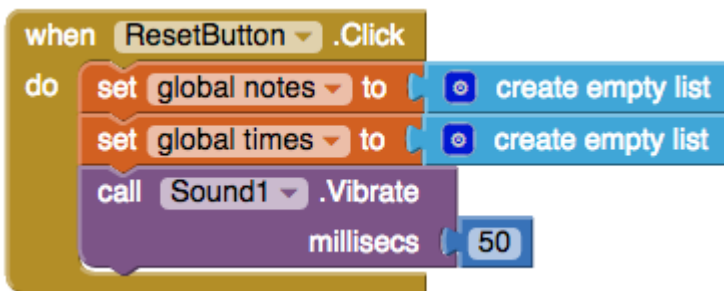 when ResetButton .Click
do set global notes to create empty list
set global times to create empty list
call Sound1 .Vibrate
millisecs 50